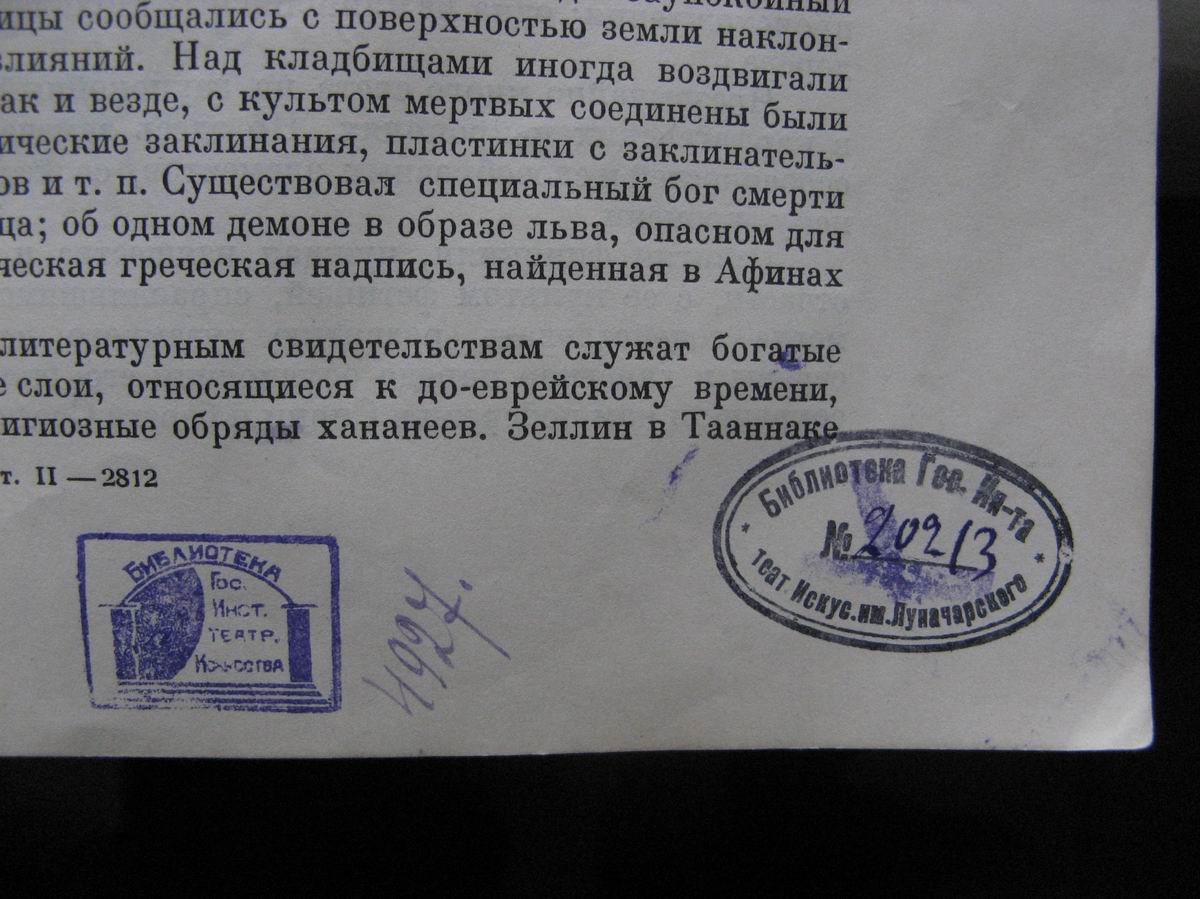 заупокойный
ицы сообщались с поверхностью земли наклон-
влияний. Над кладбищами иногда воздвигали
ак и везде, с культом мертвых соединены были
ические заклинания, пластинки с заклинатель-
ов и т. п. Существовал специальный бог смерти
ца; об одном демоне в образе льва, опасном для
ческая греческая надпись, найденная в Афинах
литературным свидетельствам служат богатые
е слои, относящиеся к до-еврейскому времени,
игиозные обряды хананеев. Зеллин в Тааннаке
т. II — 2812
БИБЛИОТЕКА
Гос.
Инст.
ТЕАТР.
Искусства
4927.
* Библиотека Гос. Ин-та *
№ 20213
Театр. Искус. им. Луначарского